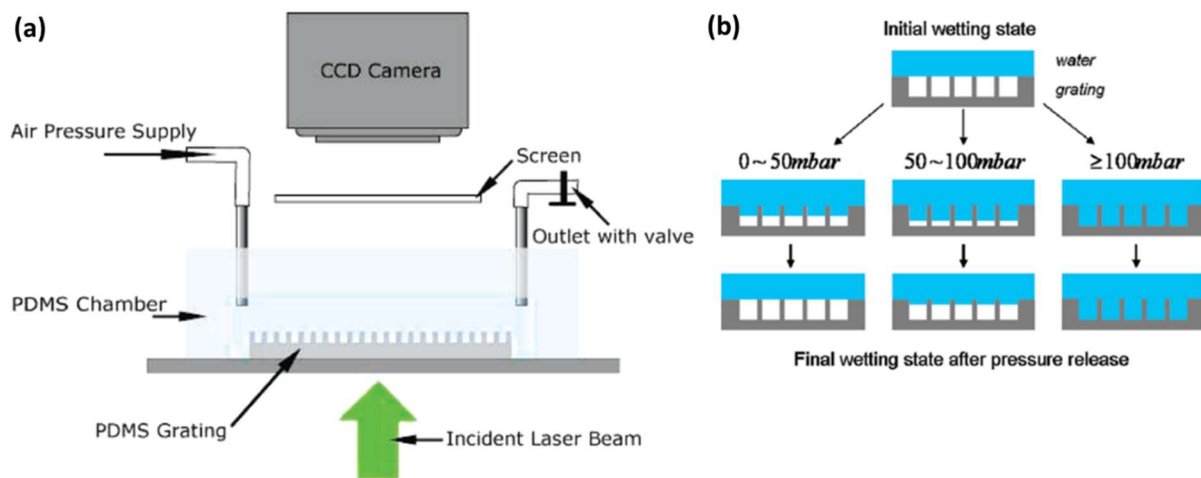 (a)
CCD Camera
Air Pressure Supply
Screen
Outlet with valve
PDMS Chamber
PDMS Grating
Incident Laser Beam
(b)
Initial wetting state
water
grating
0~50mbar
50~100mbar
≥100mbar
Final wetting state after pressure release